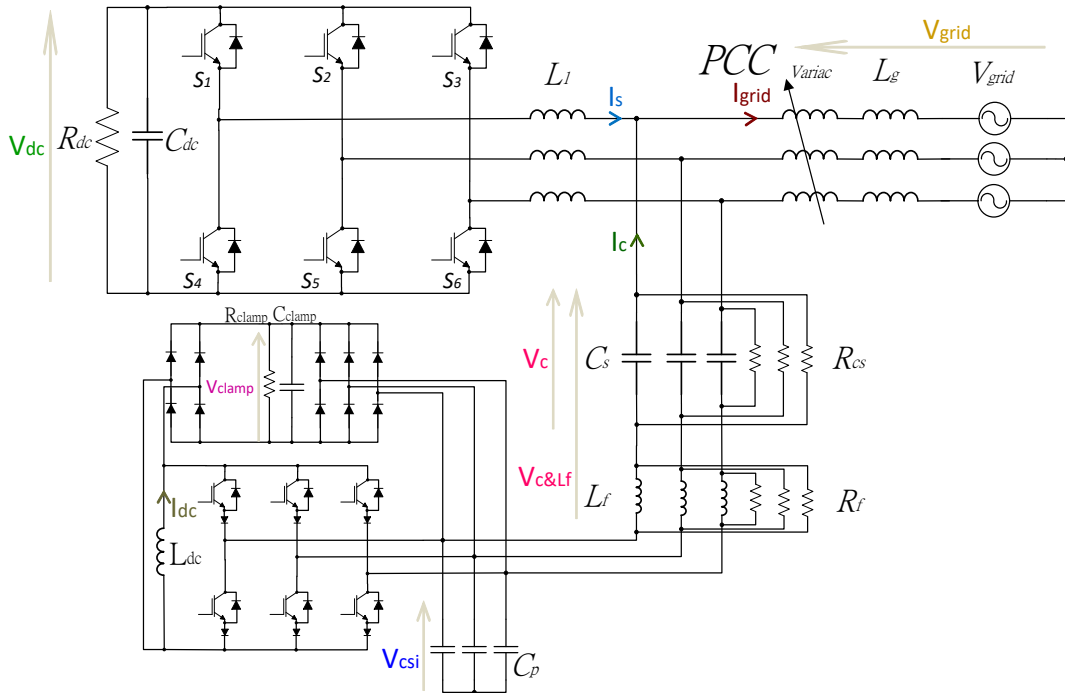 Vdc
Rdc
Cdc
S1
S2
S3
S4
S5
S6
L1
Is
PCC
Igrid
Variac
Lg
Vgrid
Vgrid
Ic
Vc
Cs
Rcs
Vc&Lf
Lf
Rf
Rclamp Cclamp
Vclamp
Idc
Ldc
Vcsi
Cp